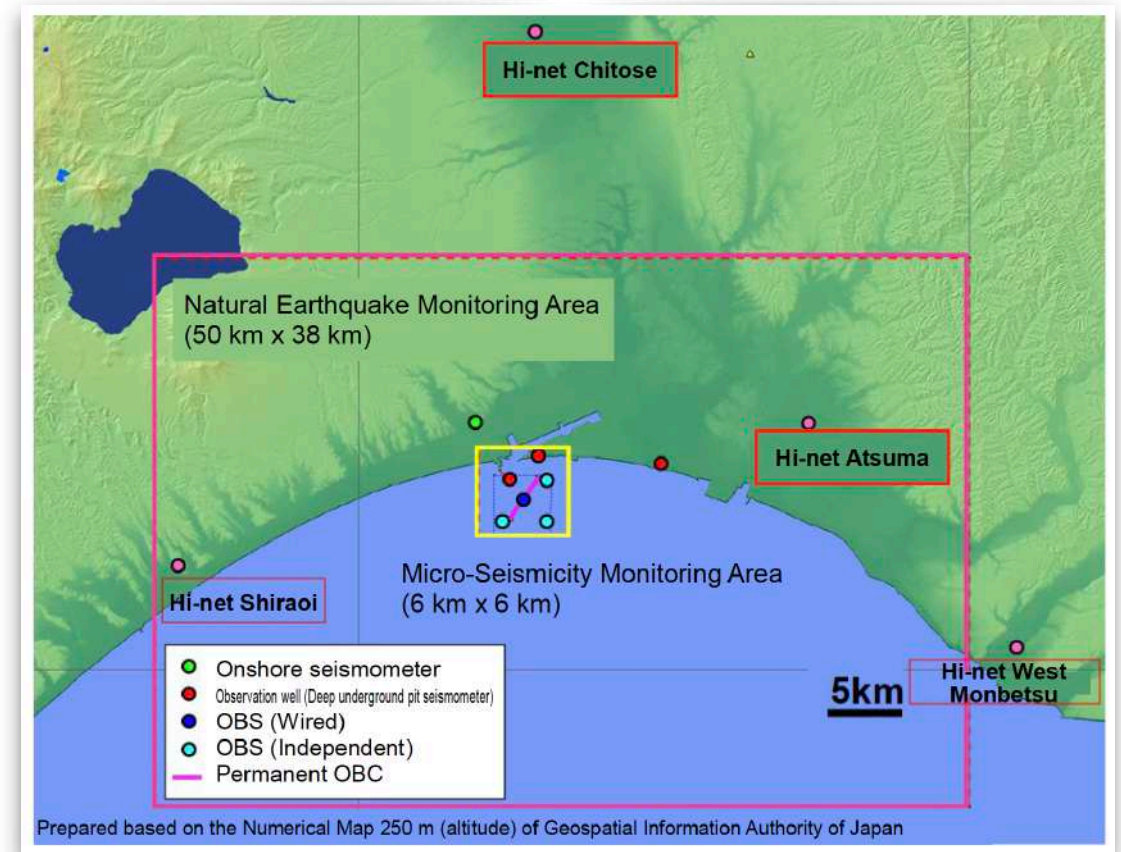 Hi-net Chitose
Natural Earthquake Monitoring Area
(50 km x 38 km)
Hi-net Atsuma
Micro-Seismicity Monitoring Area
(6 km x 6 km)
Hi-net Shiraoi
Onshore seismometer
Observation well (Deep underground pit seismometer)
OBS (Wired)
OBS (Independent)
Permanent OBC
5km
Hi-net West
Monbetsu
Prepared based on the Numerical Map 250 m (altitude) of Geospatial Information Authority of Japan